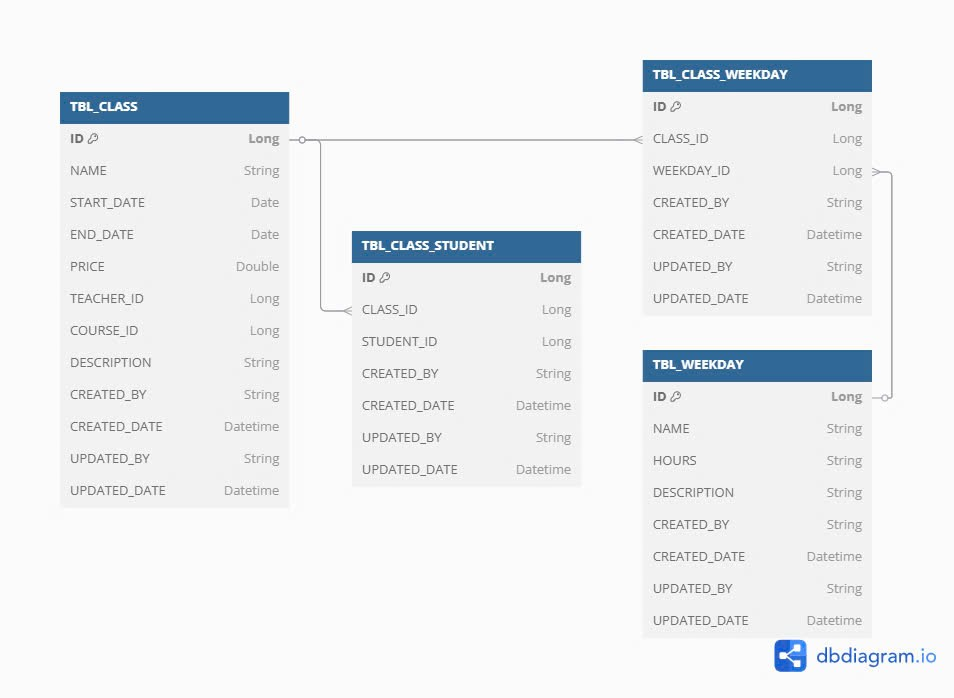 TBL_CLASS
ID Long
NAME String
START_DATE Date
END_DATE Date
PRICE Double
TEACHER_ID Long
COURSE_ID Long
DESCRIPTION String
CREATED_BY String
CREATED_DATE Datetime
UPDATED_BY String
UPDATED_DATE Datetime
TBL_CLASS_STUDENT
ID Long
CLASS_ID Long
STUDENT_ID Long
CREATED_BY String
CREATED_DATE Datetime
UPDATED_BY String
UPDATED_DATE Datetime
TBL_CLASS_WEEKDAY
ID Long
CLASS_ID Long
WEEKDAY_ID Long
CREATED_BY String
CREATED_DATE Datetime
UPDATED_BY String
UPDATED_DATE Datetime
TBL_WEEKDAY
ID Long
NAME String
HOURS String
DESCRIPTION String
CREATED_BY String
CREATED_DATE Datetime
UPDATED_BY String
UPDATED_DATE Datetime
dbdiagram.io